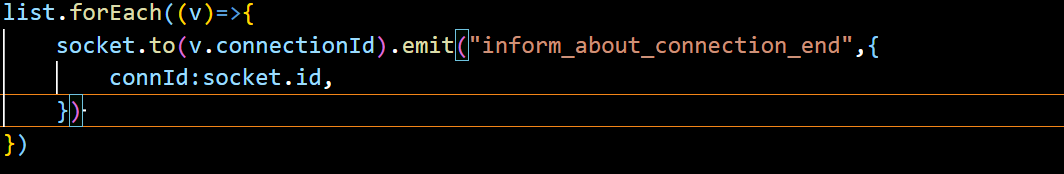 list.forEach((v)=>{
    socket.to(v.connectionId).emit("inform_about_connection_end",{
        connId:socket.id,
    })
})